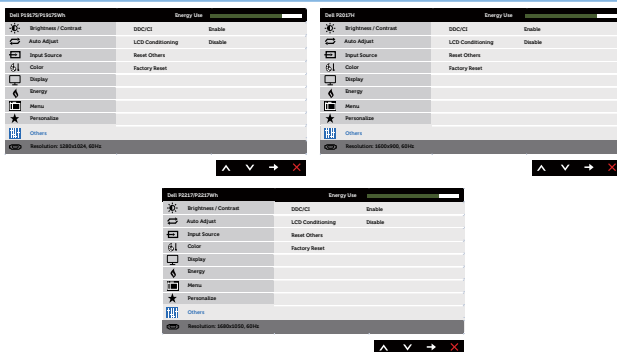 Dell P1917S/P1917SWh Energy Use
Brightness / Contrast DDC/CI Enable
Auto Adjust LCD Conditioning Disable
Input Source Reset Others
Color Factory Reset
Display
Energy
Menu
Personalize
Others
Resolution: 1280x1024, 60Hz
Dell P2017H Energy Use
Brightness / Contrast DDC/CI Enable
Auto Adjust LCD Conditioning Disable
Input Source Reset Others
Color Factory Reset
Display
Energy
Menu
Personalize
Others
Resolution: 1600x900, 60Hz
Dell P2217/P2217Wh Energy Use
Brightness / Contrast DDC/CI Enable
Auto Adjust LCD Conditioning Disable
Input Source Reset Others
Color Factory Reset
Display
Energy
Menu
Personalize
Others
Resolution: 1680x1050, 60Hz